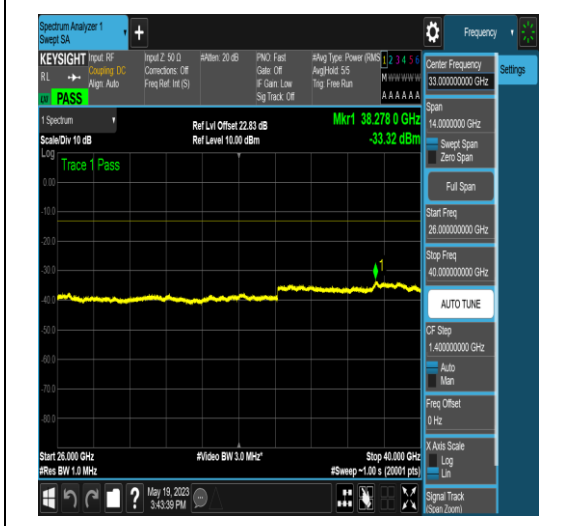 Spectrum Analyzer 1
Swept SA
+
Frequency
KEYSIGHT
RL
PASS
Input: RF
Coupling: DC
Align: Auto
Input Z: 50 Ω
Corrections: Off
Freq Ref: Int (S)
#Atten: 20 dB
PNO: Fast
Gate: Off
IF Gain: Low
Sig Track: Off
#Avg Type: Power (RMS)
Avg|Hold: 5/5
Trig: Free Run
1 2 3 4 5 6
M W W W W W
A A A A A A
1 Spectrum
Scale/Div 10 dB
Ref Lvl Offset 22.83 dB
Ref Level 10.00 dBm
Mkr1 38.278 0 GHz
-33.32 dBm
Log
Trace 1 Pass
0.00
-10.0
-20.0
-30.0
-40.0
-50.0
-60.0
-70.0
-80.0
1
Start 26.000 GHz
#Res BW 1.0 MHz
#Video BW 3.0 MHz*
Stop 40.000 GHz
#Sweep ~1.00 s (20001 pts)
May 19, 2023
3:43:39 PM
?
Center Frequency
33.000000000 GHz
Settings
Span
14.0000000 GHz
Swept Span
Zero Span
Full Span
Start Freq
26.000000000 GHz
Stop Freq
40.000000000 GHz
AUTO TUNE
CF Step
1.400000000 GHz
Auto
Man
Freq Offset
0 Hz
X Axis Scale
Log
Lin
Signal Track
(Span Zoom)